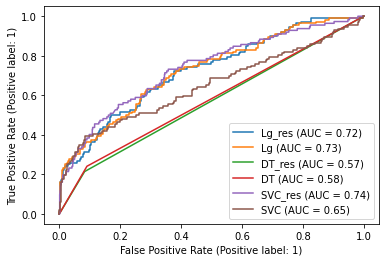 1.0
0.8
0.6
0.4
0.2
0.0
True Positive Rate (Positive label: 1)
Lg_res (AUC = 0.72)
Lg (AUC = 0.73)
DT_res (AUC = 0.57)
DT (AUC = 0.58)
SVC_res (AUC = 0.74)
SVC (AUC = 0.65)
0.0 0.2 0.4 0.6 0.8 1.0
False Positive Rate (Positive label: 1)